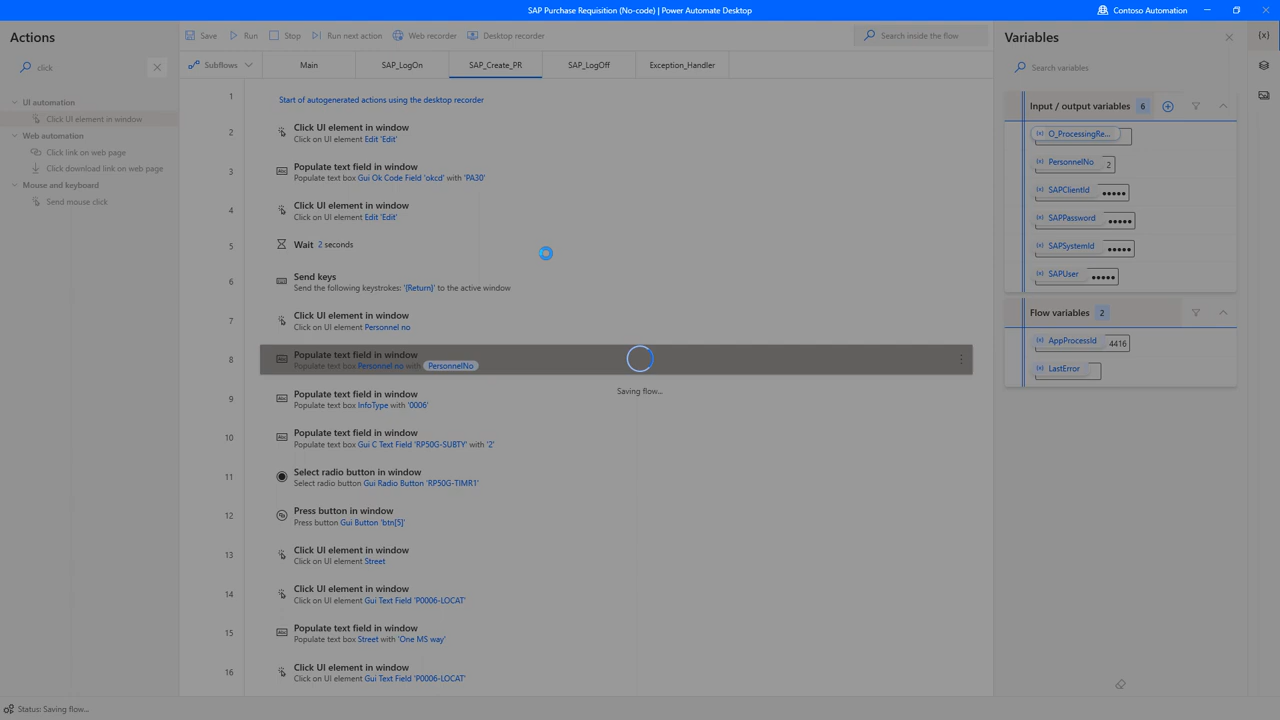 SAP Purchase Requisition (No-code) | Power Automate Desktop
Contoso Automation
Actions
click
UI automation
Click UI element in window
Web automation
Click link on web page
Click download link on web page
Mouse and keyboard
Send mouse click
Save
Run
Stop
Run next action
Web recorder
Desktop recorder
Search inside the flow
Subflows
Main
SAP_LogOn
SAP_Create_PR
SAP_LogOff
Exception_Handler
1
Start of autogenerated actions using the desktop recorder
2
Click UI element in window
Click on UI element Edit 'Edit'
3
Populate text field in window
Populate text box Gui Ok Code Field 'okcd' with 'PA30'
4
Click UI element in window
Click on UI element Edit 'Edit'
5
Wait 2 seconds
6
Send keys
Send the following keystrokes: '{Return}' to the active window
7
Click UI element in window
Click on UI element Personnel no
8
Populate text field in window
Populate text box Personnel no with PersonnelNo
Saving flow...
9
Populate text field in window
Populate text box InfoType with '0006'
10
Populate text field in window
Populate text box Gui C Text Field 'RP50G-SUBTY' with '2'
11
Select radio button in window
Select radio button Gui Radio Button 'RP50G-TIMR1'
12
Press button in window
Press button Gui Button 'btn[5]'
13
Click UI element in window
Click on UI element Street
14
Click UI element in window
Click on UI element Gui Text Field 'P0006-LOCAT'
15
Populate text field in window
Populate text box Street with 'One MS way'
16
Click UI element in window
Click on UI element Gui Text Field 'P0006-LOCAT'
Variables
{x}
Search variables
Input / output variables 6
(x) O_ProcessingRe...
(x) PersonnelNo 2
(x) SAPClientId •••••
(x) SAPPassword •••••
(x) SAPSystemId •••••
(x) SAPUser •••••
Flow variables 2
(x) AppProcessId 4416
(x) LastError
Status: Saving flow...